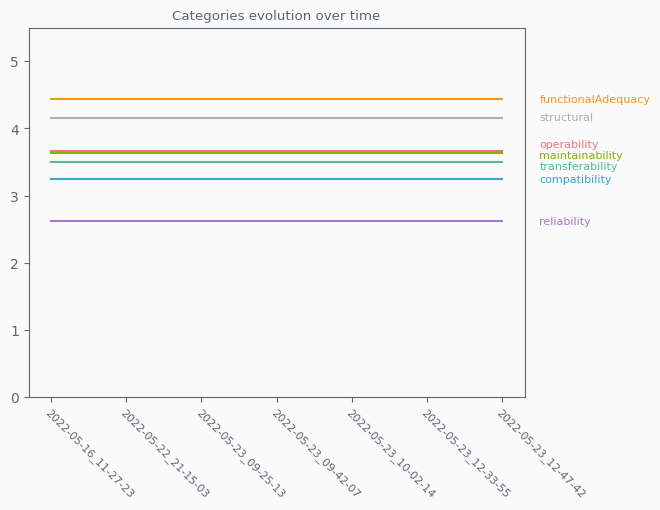 Categories evolution over time
5
4
3
2
1
0
functionalAdequacy
structural
operability
maintainability
transferability
compatibility
reliability
2022-05-16_11-27-23
2022-05-22_21-15-03
2022-05-23_09-25-13
2022-05-23_09-42-07
2022-05-23_10-02-14
2022-05-23_12-33-55
2022-05-23_12-47-42